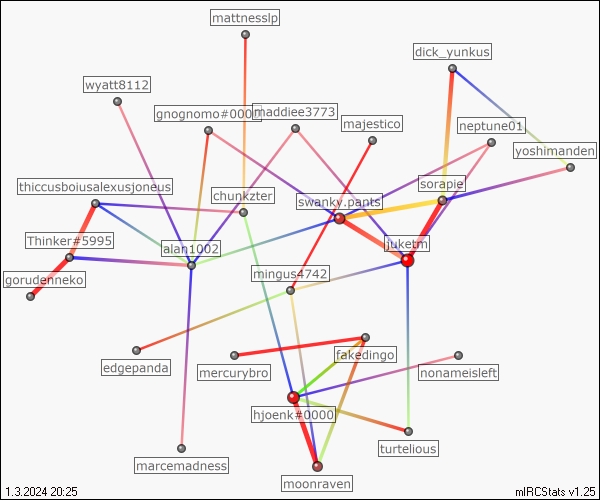 mattnesslp
dick_yunkus
wyatt8112
gnognomo#000
maddiee3773
majestico
neptune01
yoshimanden
thiccusboiusalexusjoneus
chunkzter
swanky.pants
sorapie
Thinker#5995
alan1002
juketm
gorudenneko
mingus4742
edgepanda
mercurybro
fakedingo
nonameisleft
hjoenk#0000
turtelious
marcemadness
moonraven
1.3.2024 20:25
mIRCStats v1.25